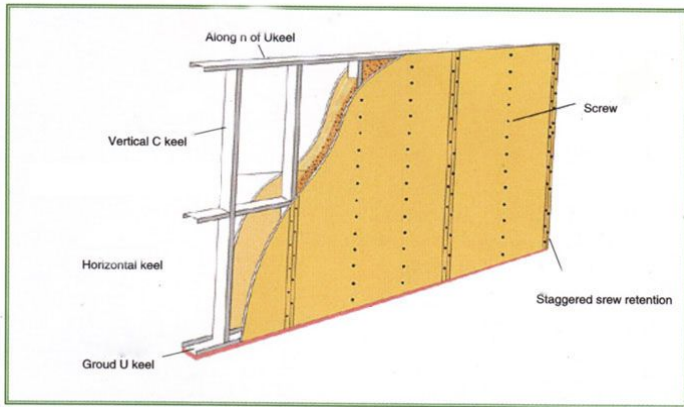 Along n of Ukeel
Screw
Vertical C keel
Horizontai keel
Staggered srew retention
Groud U keel